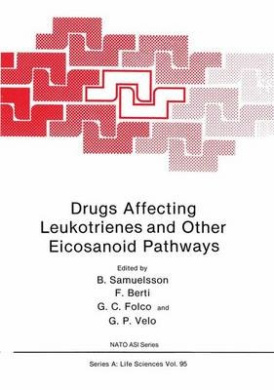 Drugs Affecting
Leukotrienes and Other
Eicosanoid Pathways
Edited by
B. Samuelsson
F. Berti
G. C. Folco and
G. P. Velo
NATO ASI Series
Series A: Life Sciences Vol. 95